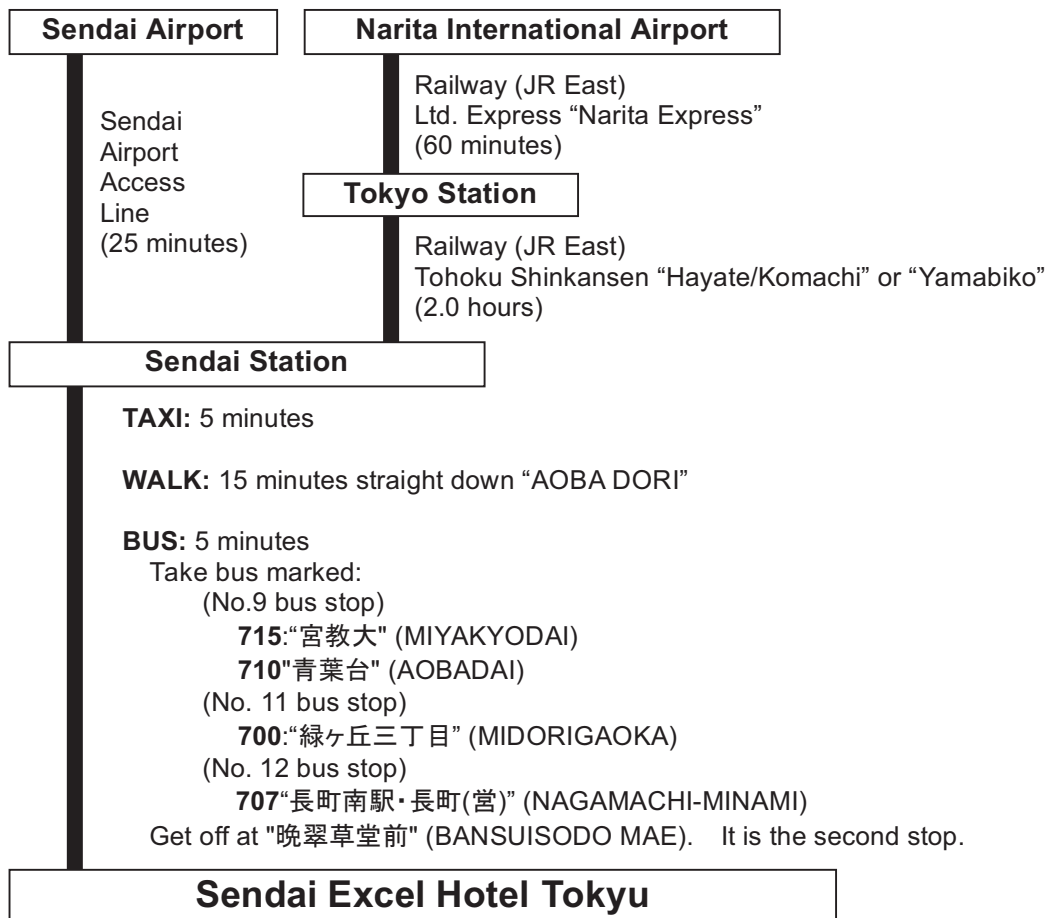 Sendai Airport
Narita International Airport
Sendai
Airport
Access
Line
(25 minutes)
Railway (JR East)
Ltd. Express “Narita Express”
(60 minutes)
Tokyo Station
Railway (JR East)
Tohoku Shinkansen “Hayate/Komachi” or “Yamabiko”
(2.0 hours)
Sendai Station
TAXI: 5 minutes
WALK: 15 minutes straight down “AOBA DORI”
BUS: 5 minutes
Take bus marked:
(No.9 bus stop)
715:“宮教大" (MIYAKYODAI)
710"青葉台" (AOBADAI)
(No. 11 bus stop)
700:“緑ヶ丘三丁目” (MIDORIGAOKA)
(No. 12 bus stop)
707“長町南駅・長町(営)” (NAGAMACHI-MINAMI)
Get off at "晩翠草堂前" (BANSUISODO MAE). It is the second stop.
Sendai Excel Hotel Tokyu